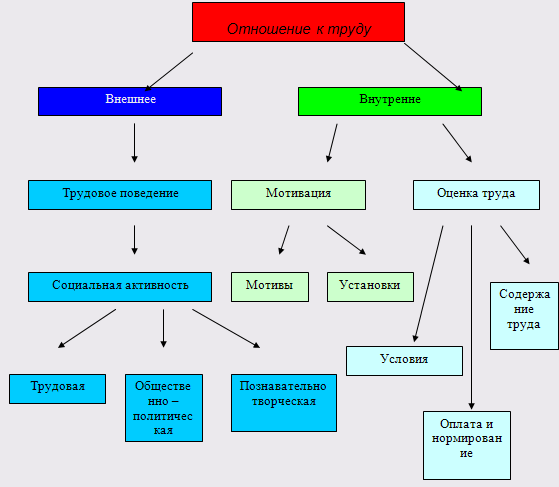 Отношение к труду
Внешнее
Внутрение
Трудовое поведение
Мотивация
Оценка труда
Социальная активность
Мотивы
Установки
Содержа
ние
труда
Условия
Трудовая
Обществе
нно –
политичес
кая
Познавательно
творческая
Оплата и
нормирован
ие